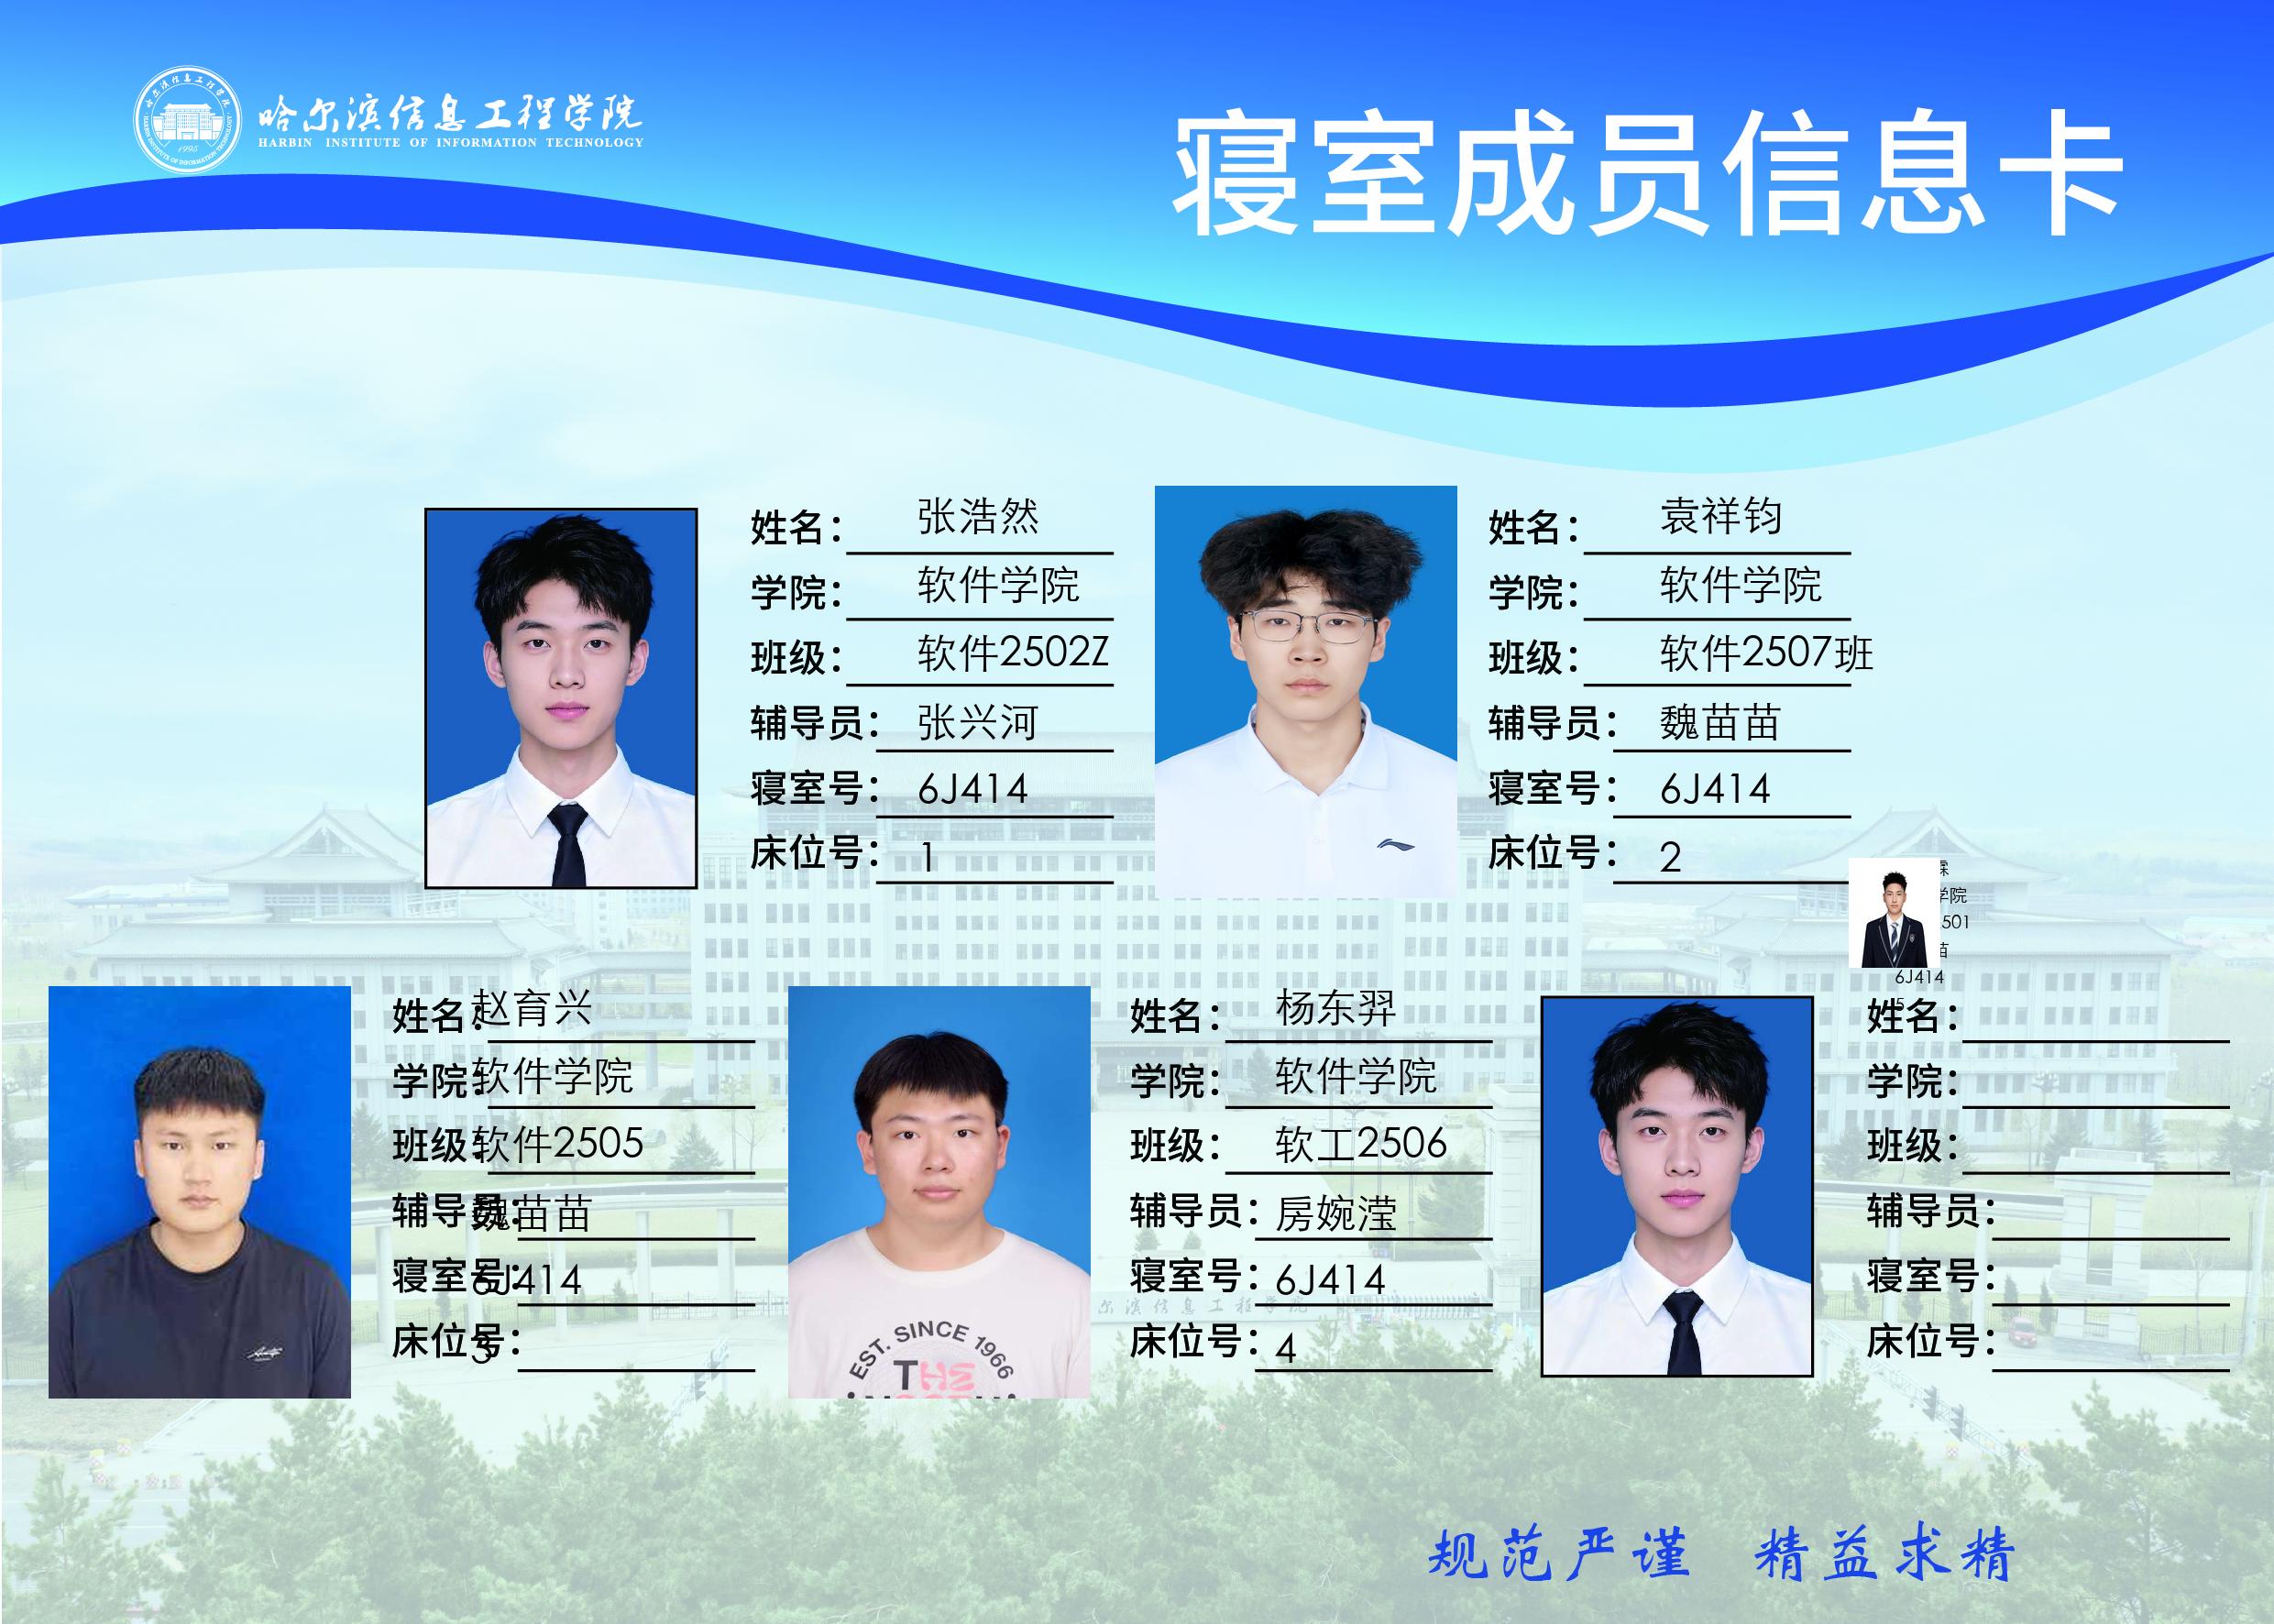 哈尔滨信息工程学院
HARBIN INSTITUTE OF INFORMATION TECHNOLOGY
1995
寝室成员信息卡
姓名： 张浩然
学院： 软件学院
班级： 软件2502Z
辅导员： 张兴河
寝室号： 6J414
床位号： 1
姓名： 袁祥钧
学院： 软件学院
班级： 软件2507班
辅导员： 魏苗苗
寝室号： 6J414
床位号： 2
霖
学院
501
苗
6J414
5
姓名： 赵育兴
学院： 软件学院
班级： 软件2505
辅导员： 魏苗苗
寝室号： 6J414
床位号： 3
EST. SINCE 1966
THE
姓名： 杨东羿
学院： 软件学院
班级： 软工2506
辅导员： 房婉滢
寝室号： 6J414
床位号： 4
姓名：
学院：
班级：
辅导员：
寝室号：
床位号：
规范严谨 精益求精